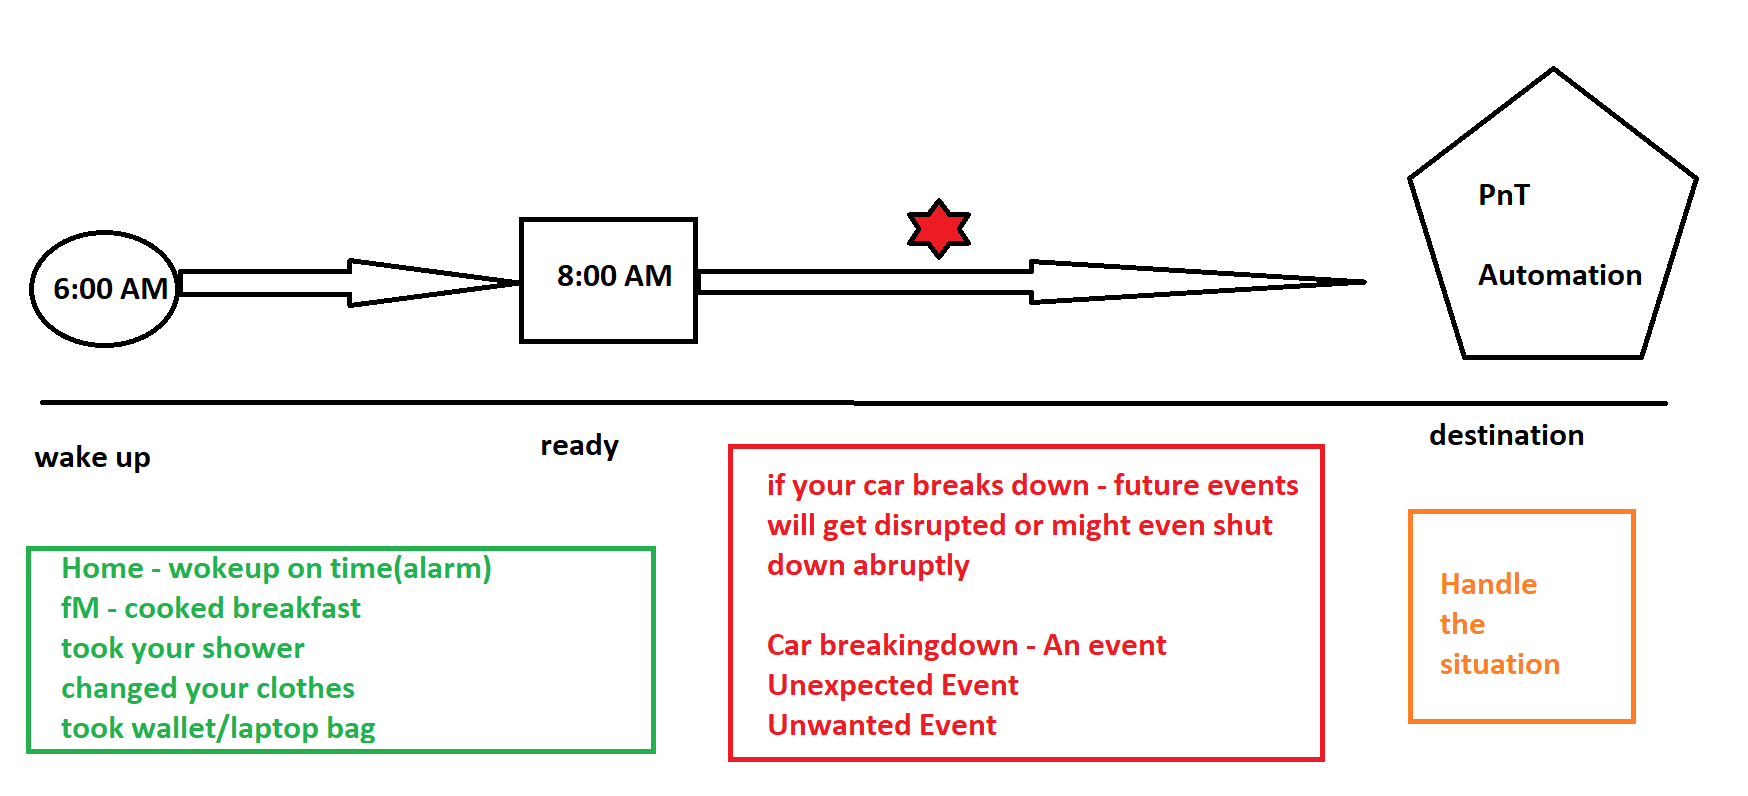 PnT
Automation
6:00 AM
8:00 AM
wake up
ready
destination
Home - wokeup on time(alarm)
fM - cooked breakfast
took your shower
changed your clothes
took wallet/laptop bag
if your car breaks down - future events
will get disrupted or might even shut
down abruptly
Car breakingdown - An event
Unexpected Event
Unwanted Event
Handle
the
situation